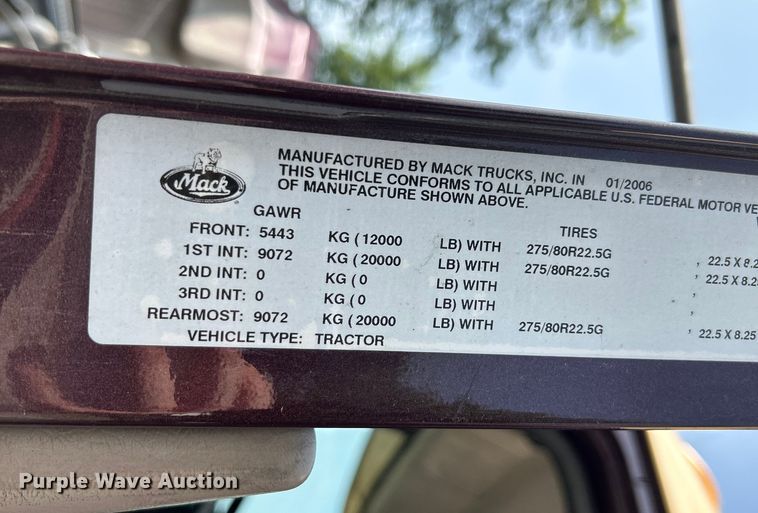 Mack
MANUFACTURED BY MACK TRUCKS, INC. IN 01/2006
THIS VEHICLE CONFORMS TO ALL APPLICABLE U.S. FEDERAL MOTOR VE
OF MANUFACTURE SHOWN ABOVE.
GAWR TIRES
FRONT: 5443 KG ( 12000 LB) WITH 275/80R22.5G , 22.5 X 8.2
1ST INT: 9072 KG ( 20000 LB) WITH 275/80R22.5G , 22.5 X 8.25
2ND INT: 0 KG ( 0 LB) WITH ,
3RD INT: 0 KG ( 0 LB) WITH ,
REARMOST: 9072 KG ( 20000 LB) WITH 275/80R22.5G , 22.5 X 8.25
VEHICLE TYPE: TRACTOR
Purple Wave Auction